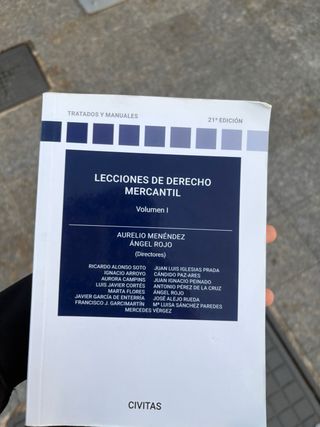 TRATADOS Y MANUALES
21ª EDICIÓN
LECCIONES DE DERECHO
MERCANTIL
Volumen I
AURELIO MENÉNDEZ
ÁNGEL ROJO
(Directores)
RICARDO ALONSO SOTO JUAN LUIS IGLESIAS PRADA
IGNACIO ARROYO CÁNDIDO PAZ-ARES
AURORA CAMPINS JUAN IGNACIO PEINADO
LUIS JAVIER CORTÉS ANTONIO PEREZ DE LA CRUZ
MARTA FLORES ÁNGEL ROJO
JAVIER GARCÍA DE ENTERRÍA JOSÉ ALEJO RUEDA
FRANCISCO J. GARCIMARTÍN Mª LUISA SÁNCHEZ PAREDES
MERCEDES VÉRGEZ
CIVITAS